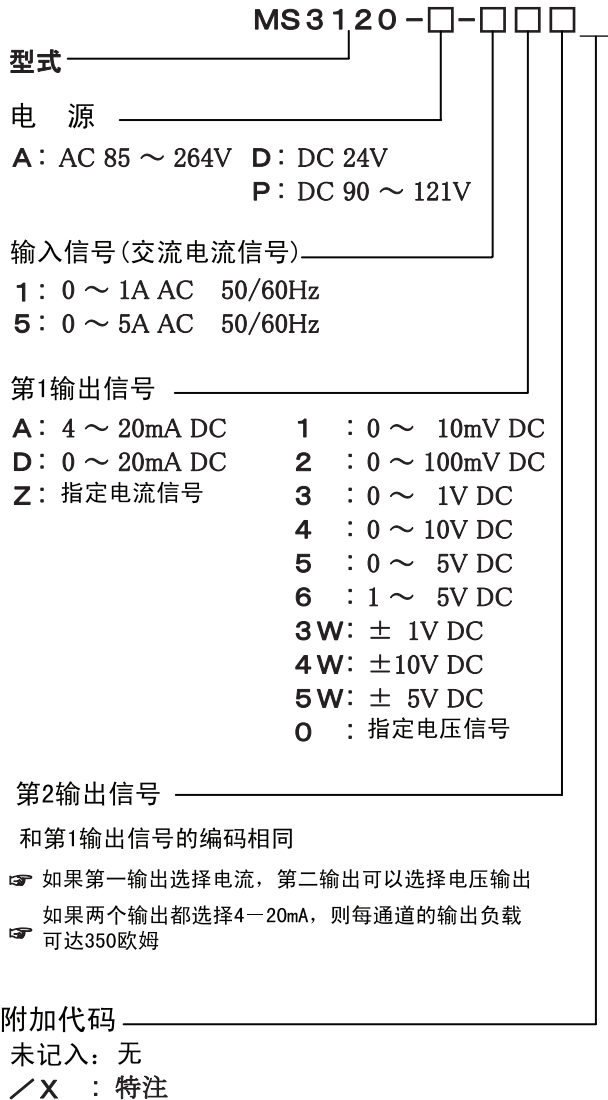 MS3120-□-□□□
型式
电 源
A：AC 85 ～ 264V D：DC 24V
P：DC 90 ～ 121V
输入信号(交流电流信号)
1：0 ～ 1A AC 50/60Hz
5：0 ～ 5A AC 50/60Hz
第1输出信号
A：4 ～ 20mA DC 1 ：0 ～ 10mV DC
D：0 ～ 20mA DC 2 ：0 ～ 100mV DC
Z：指定电流信号 3 ：0 ～ 1V DC
4 ：0 ～ 10V DC
5 ：0 ～ 5V DC
6 ：1 ～ 5V DC
3W：± 1V DC
4W：±10V DC
5W：± 5V DC
0 ：指定电压信号
第2输出信号
和第1输出信号的编码相同
☞ 如果第一输出选择电流，第二输出可以选择电压输出
☞ 如果两个输出都选择4－20mA，则每通道的输出负载
可达350欧姆
附加代码
未记入：无
／X ：特注